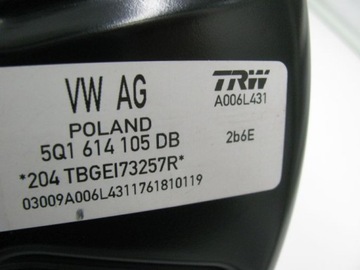 VW AG
TRW
A006L431
POLAND
5Q1 614 105 DB
2b6E
*204 TBGEI73257R*
03009A006L4311761810119